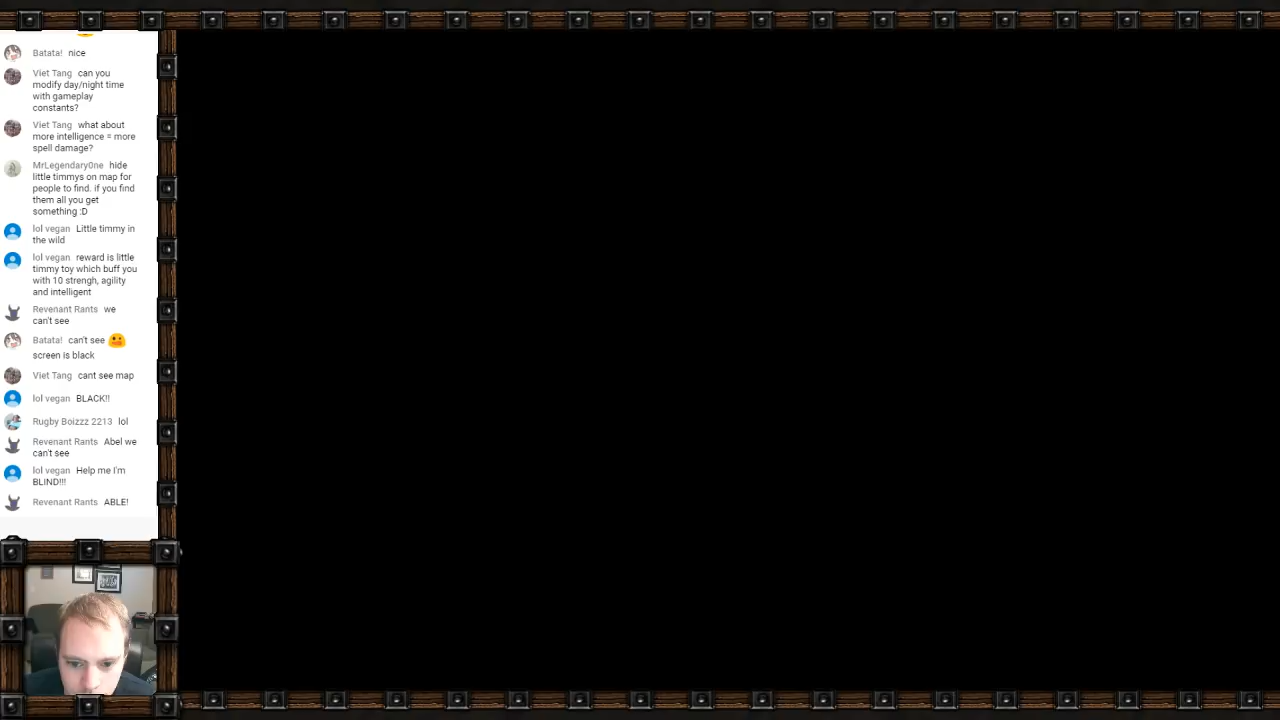 Batata! nice
Viet Tang can you
modify day/night time
with gameplay
constants?
Viet Tang what about
more intelligence = more
spell damage?
MrLegendary0ne hide
little timmys on map for
people to find. if you find
them all you get
something :D
lol vegan Little timmy in
the wild
lol vegan reward is little
timmy toy which buff you
with 10 strengh, agility
and intelligent
Revenant Rants we
can't see
Batata! can't see
screen is black
Viet Tang cant see map
lol vegan BLACK!!
Rugby Boizzz 2213 lol
Revenant Rants Abel we
can't see
lol vegan Help me I'm
BLIND!!!
Revenant Rants ABLE!